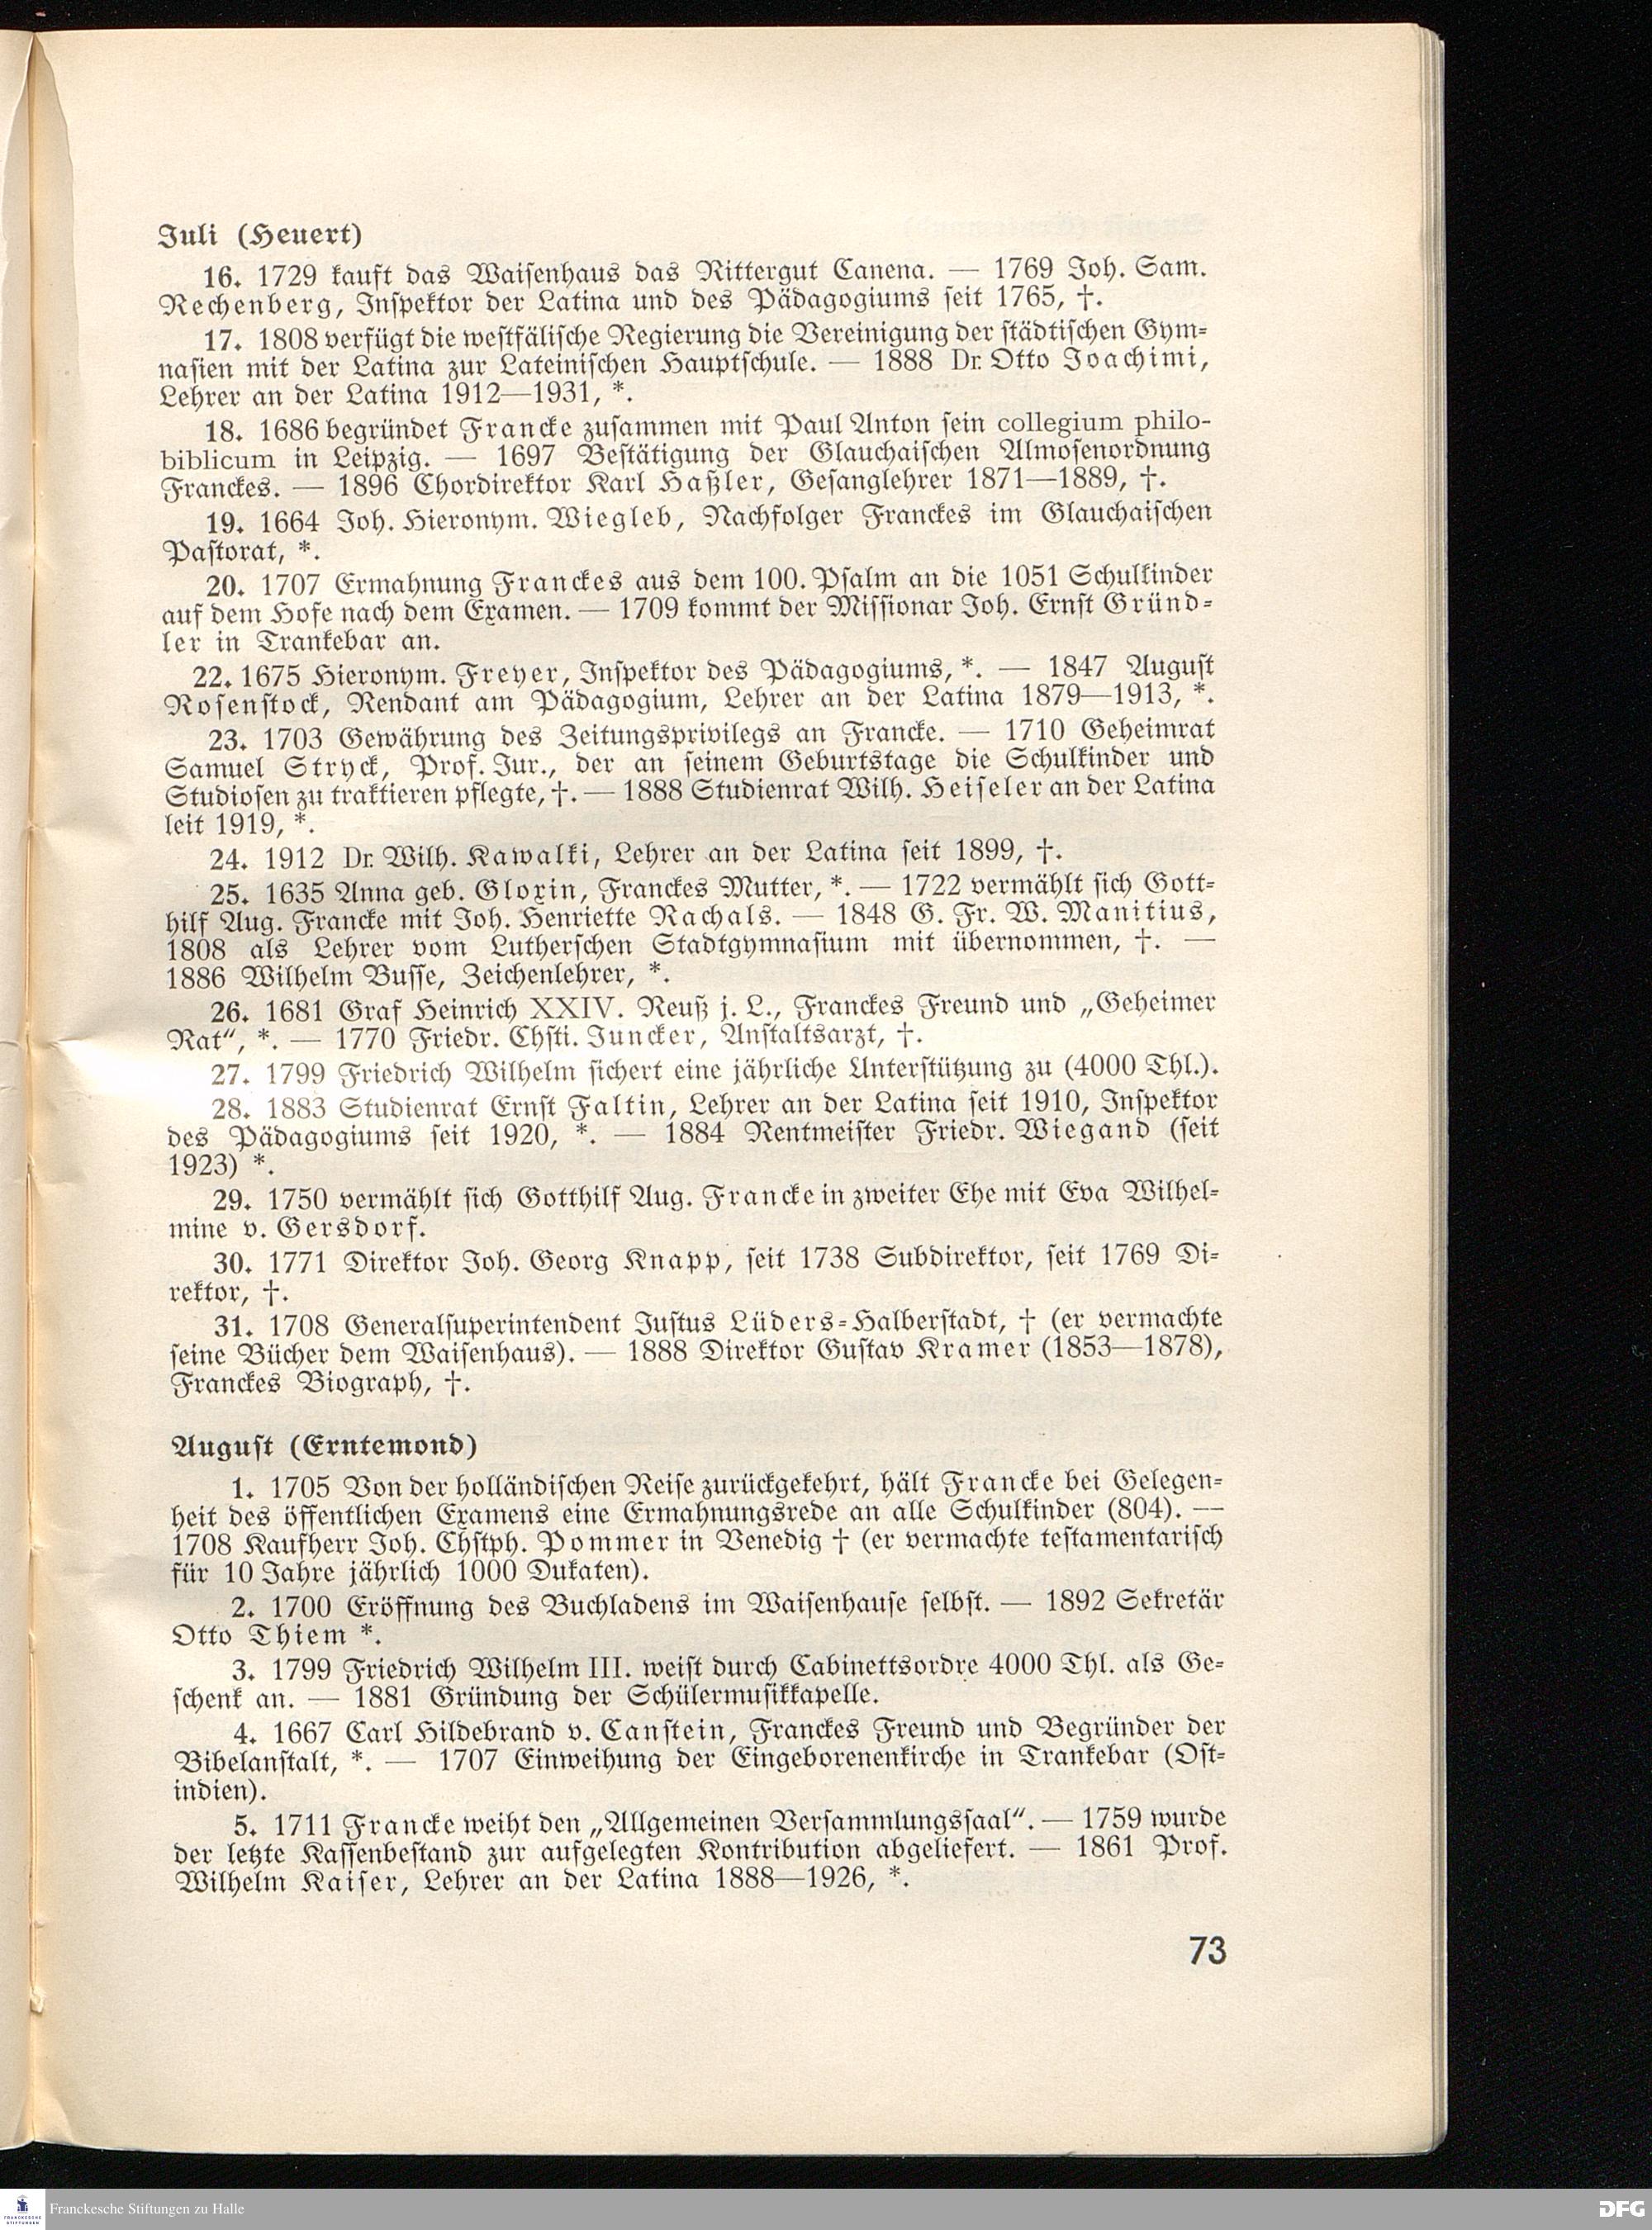 Juli (Heuert)
16. 1729 kauft das Waisenhaus das Rittergut Canena. — 1769 Joh. Sam.
Rechenberg, Inspektor der Latina und des Pädagogiums seit 1765, †.
17. 1808 verfügt die westfälische Regierung die Vereinigung der städtischen Gym-
nasien mit der Latina zur Lateinischen Hauptschule. — 1888 Dr. Otto Joachimi,
Lehrer an der Latina 1912—1931, *.
18. 1686 begründet Francke zusammen mit Paul Anton sein collegium philo-
biblicum in Leipzig. — 1697 Bestätigung der Glauchaischen Almosenordnung
Franckes. — 1896 Chordirektor Karl Haßler, Gesanglehrer 1871—1889, †.
19. 1664 Joh. Hieronym. Wiegleb, Nachfolger Franckes im Glauchaischen
Pastorat, *.
20. 1707 Ermahnung Franckes aus dem 100. Psalm an die 1051 Schulkinder
auf dem Hofe nach dem Examen. — 1709 kommt der Missionar Joh. Ernst Gründ-
ler in Trankebar an.
22. 1675 Hieronym. Freyer, Inspektor des Pädagogiums, *. — 1847 August
Rosenstock, Rendant am Pädagogium, Lehrer an der Latina 1879—1913, *.
23. 1703 Gewährung des Zeitungsprivilegs an Francke. — 1710 Geheimrat
Samuel Stryck, Prof. Jur., der an seinem Geburtstage die Schulkinder und
Studiosen zu traktieren pflegte, †. — 1888 Studienrat Wilh. Heiseler an der Latina
leit 1919, *.
24. 1912 Dr. Wilh. Kawalki, Lehrer an der Latina seit 1899, †.
25. 1635 Anna geb. Gloxin, Franckes Mutter, *. — 1722 vermählt sich Gott-
hilf Aug. Francke mit Joh. Henriette Rachals. — 1848 G. Fr. W. Manitius,
1808 als Lehrer vom Lutherschen Stadtgymnasium mit übernommen, †. —
1886 Wilhelm Busse, Zeichenlehrer, *.
26. 1681 Graf Heinrich XXIV. Reuß j. L., Franckes Freund und „Geheimer
Rat“, *. — 1770 Friedr. Chsti. Juncker, Anstaltsarzt, †.
27. 1799 Friedrich Wilhelm sichert eine jährliche Unterstützung zu (4000 Thl.).
28. 1883 Studienrat Ernst Faltin, Lehrer an der Latina seit 1910, Inspektor
des Pädagogiums seit 1920, *. — 1884 Rentmeister Friedr. Wiegand (seit
1923) *.
29. 1750 vermählt sich Gotthilf Aug. Francke in zweiter Ehe mit Eva Wilhel-
mine v. Gersdorf.
30. 1771 Direktor Joh. Georg Knapp, seit 1738 Subdirektor, seit 1769 Di-
rektor, †.
31. 1708 Generalsuperintendent Justus Lüders-Halberstadt, † (er vermachte
seine Bücher dem Waisenhaus). — 1888 Direktor Gustav Kramer (1853—1878),
Franckes Biograph, †.
August (Erntemond)
1. 1705 Von der holländischen Reise zurückgekehrt, hält Francke bei Gelegen-
heit des öffentlichen Examens eine Ermahnungsrede an alle Schulkinder (804). —
1708 Kaufherr Joh. Chstph. Pommer in Venedig † (er vermachte testamentarisch
für 10 Jahre jährlich 1000 Dukaten).
2. 1700 Eröffnung des Buchladens im Waisenhause selbst. — 1892 Sekretär
Otto Thiem *.
3. 1799 Friedrich Wilhelm III. weist durch Cabinettsordre 4000 Thl. als Ge-
schenk an. — 1881 Gründung der Schülermusikkapelle.
4. 1667 Carl Hildebrand v. Canstein, Franckes Freund und Begründer der
Bibelanstalt, *. — 1707 Einweihung der Eingeborenenkirche in Trankebar (Ost-
indien).
5. 1711 Francke weiht den „Allgemeinen Versammlungssaal“. — 1759 wurde
der letzte Kassenbestand zur aufgelegten Kontribution abgeliefert. — 1861 Prof.
Wilhelm Kaiser, Lehrer an der Latina 1888—1926, *.
73
FRANCKESCHE
STIFTUNGEN
Franckesche Stiftungen zu Halle
DFG